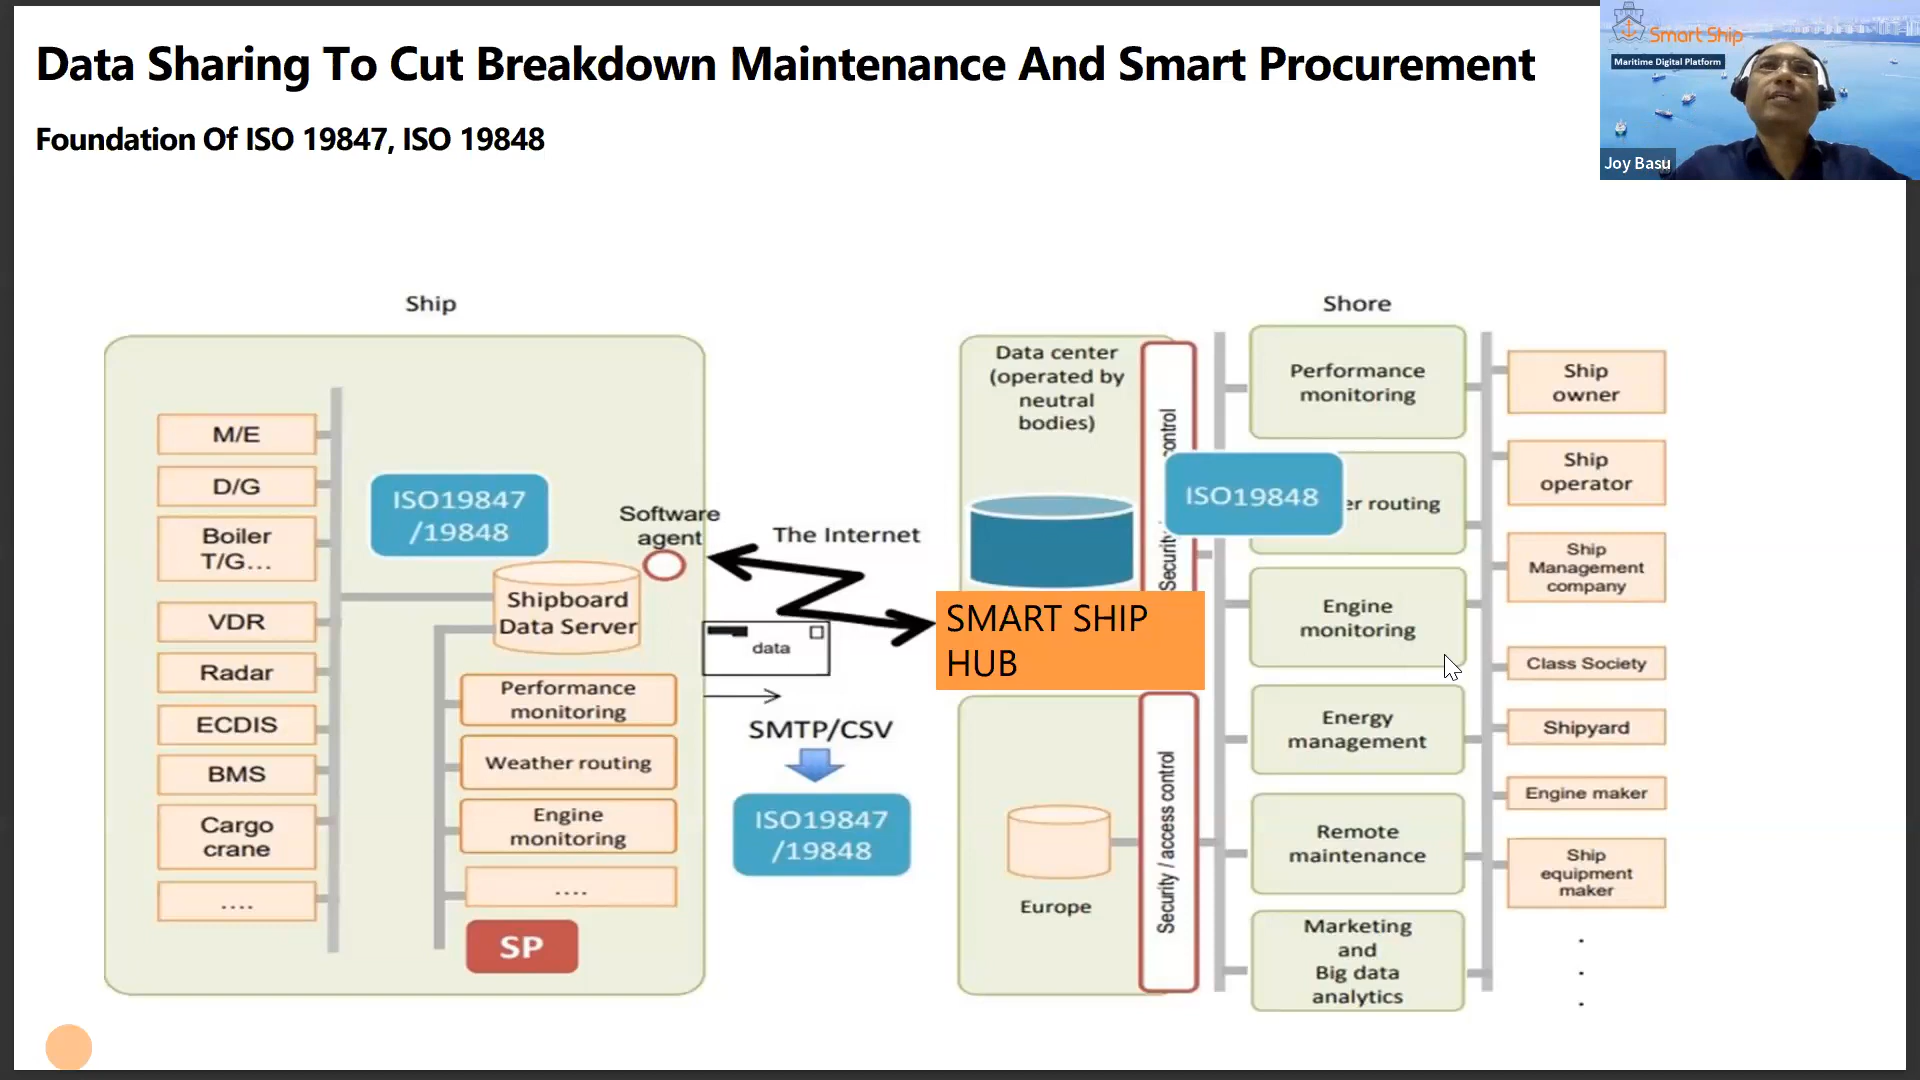 Data Sharing To Cut Breakdown Maintenance And Smart Procurement
Foundation Of ISO 19847, ISO 19848
Smart Ship
Maritime Digital Platform
Joy Basu
Ship
M/E
D/G
Boiler
T/G...
VDR
Radar
ECDIS
BMS
Cargo
crane
....
ISO19847
/19848
Software
agent
Shipboard
Data Server
Performance
monitoring
Weather routing
Engine
monitoring
....
SP
The Internet
data
SMTP/CSV
ISO19847
/19848
Shore
Data center
(operated by
neutral
bodies)
Security
control
SMART SHIP
HUB
Europe
Security / access control
ISO19848
Performance
monitoring
er routing
Engine
monitoring
Energy
management
Remote
maintenance
Marketing
and
Big data
analytics
Ship
owner
Ship
operator
Ship
Management
company
Class Society
Shipyard
Engine maker
Ship
equipment
maker
.
.
.